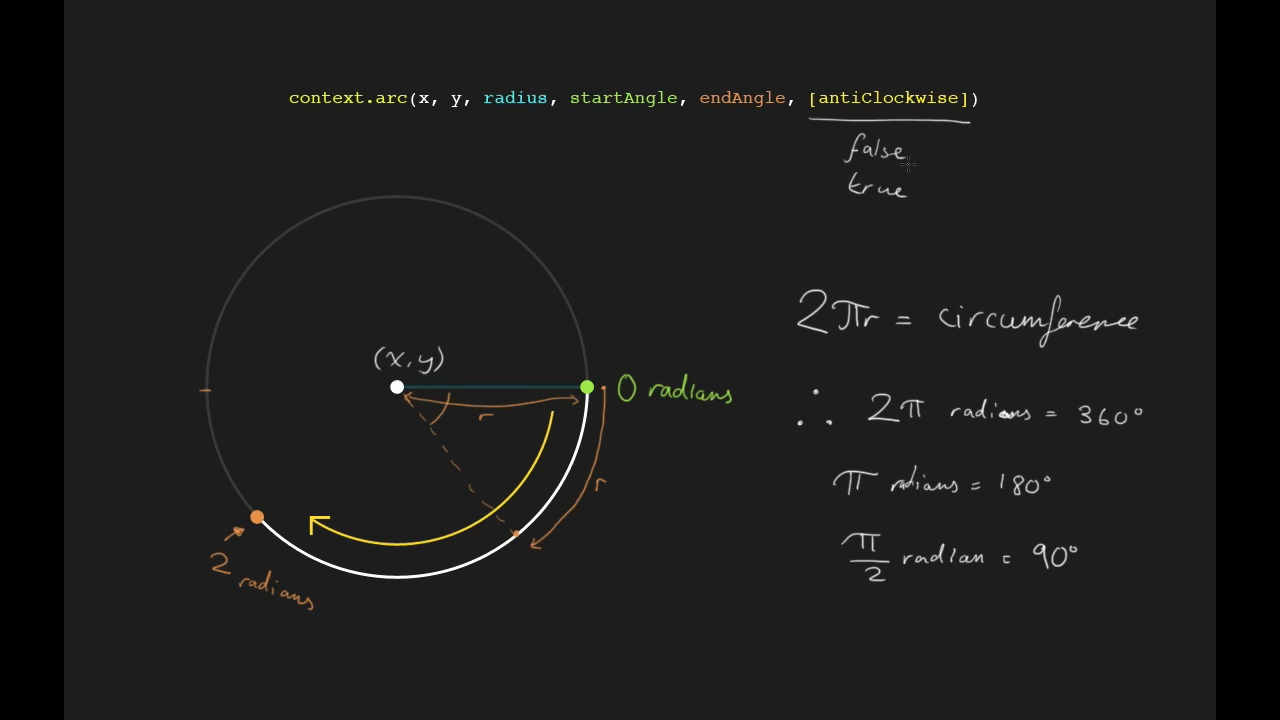 context.arc(x, y, radius, startAngle, endAngle, [antiClockwise])
false
true
2πr = circumference
(x,y)
0 radians
r
∴ 2π radians = 360°
r
π radians = 180°
π/2 radian = 90°
2 radians